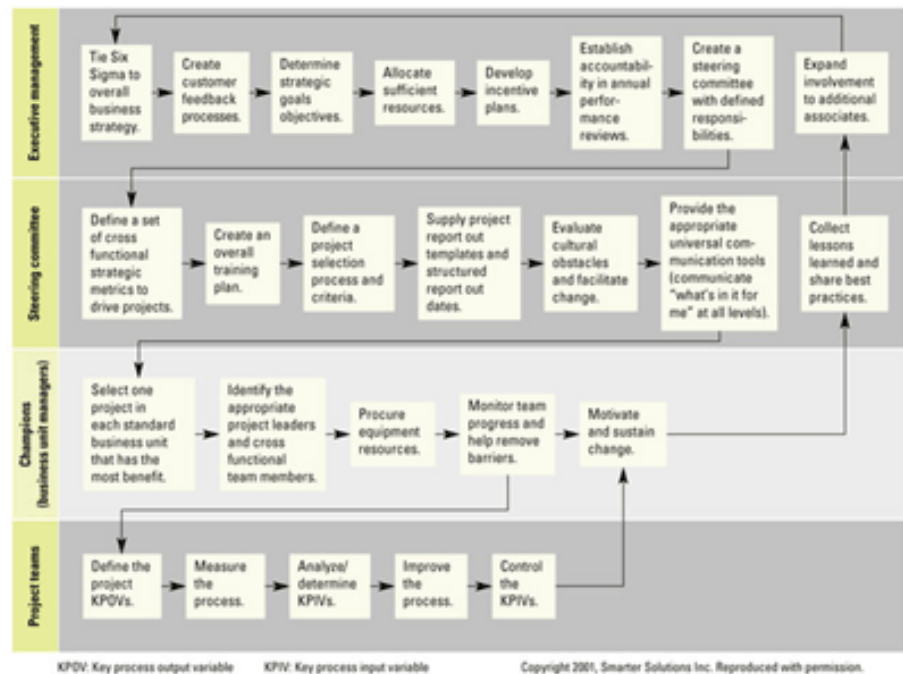 Executive management
Tie Six
Sigma to
overall
business
strategy.
Create
customer
feedback
processes.
Determine
strategic
goals
objectives.
Allocate
sufficient
resources.
Develop
incentive
plans.
Establish
accountabil-
ity in annual
perfor-
mance
reviews.
Create a
steering
committee
with defined
responsi-
bilities.
Expand
involvement
to additional
associates.
Steering committee
Define a set
of cross
functional
strategic
metrics to
drive projects.
Create an
overall
training
plan.
Define a
project
selection
process and
criteria.
Supply project
report out
templates and
structured
report out
dates.
Evaluate
cultural
obstacles
and facilitate
change.
Provide the
appropriate
universal com-
munication tools
(communicate
"what's in it for
me" at all levels).
Collect
lessons
learned and
share best
practices.
Champions
(business unit managers)
Select one
project in
each standard
business unit
that has the
most benefit.
Identify the
appropriate
project leaders
and cross
functional
team members.
Procure
equipment
resources.
Monitor team
progress and
help remove
barriers.
Motivate
and sustain
change.
Project teams
Define the
project
KPOVs.
Measure
the
process.
Analyze/
determine
KPIVs.
Improve
the
process.
Control
the
KPIVs.
KPOV: Key process output variable
KPIV: Key process input variable
Copyright 2001, Smarter Solutions Inc. Reproduced with permission.